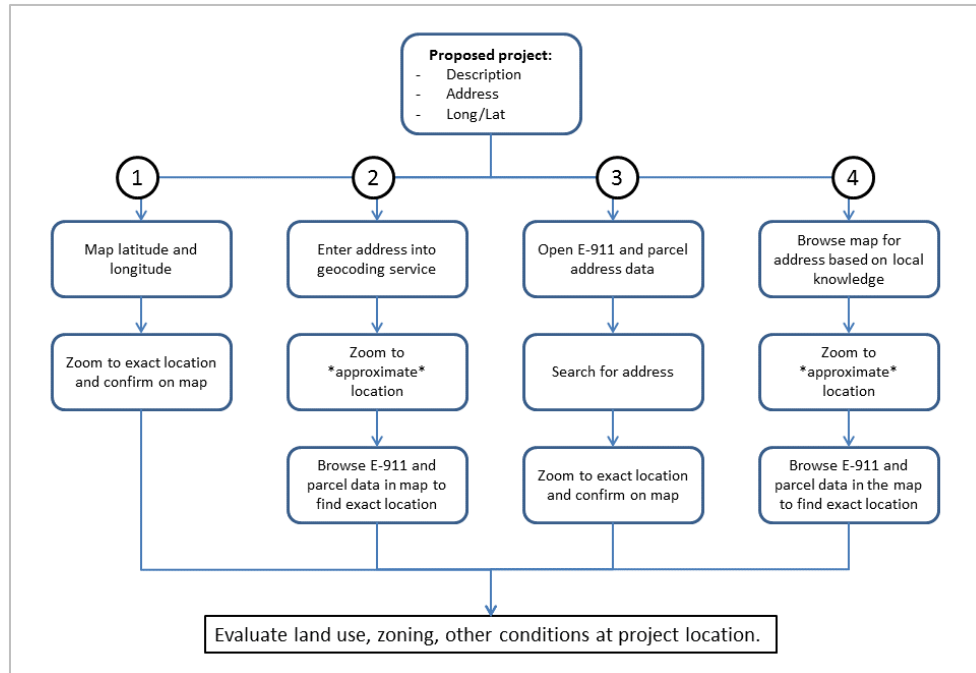 Proposed project:
- Description
- Address
- Long/Lat
1
2
3
4
Map latitude and
longitude
Zoom to exact location
and confirm on map
Enter address into
geocoding service
Zoom to
*approximate*
location
Browse E-911 and
parcel data in map to
find exact location
Open E-911 and parcel
address data
Search for address
Zoom to exact location
and confirm on map
Browse map for
address based on local
knowledge
Zoom to
*approximate*
location
Browse E-911 and
parcel data in the map
to find exact location
Evaluate land use, zoning, other conditions at project location.